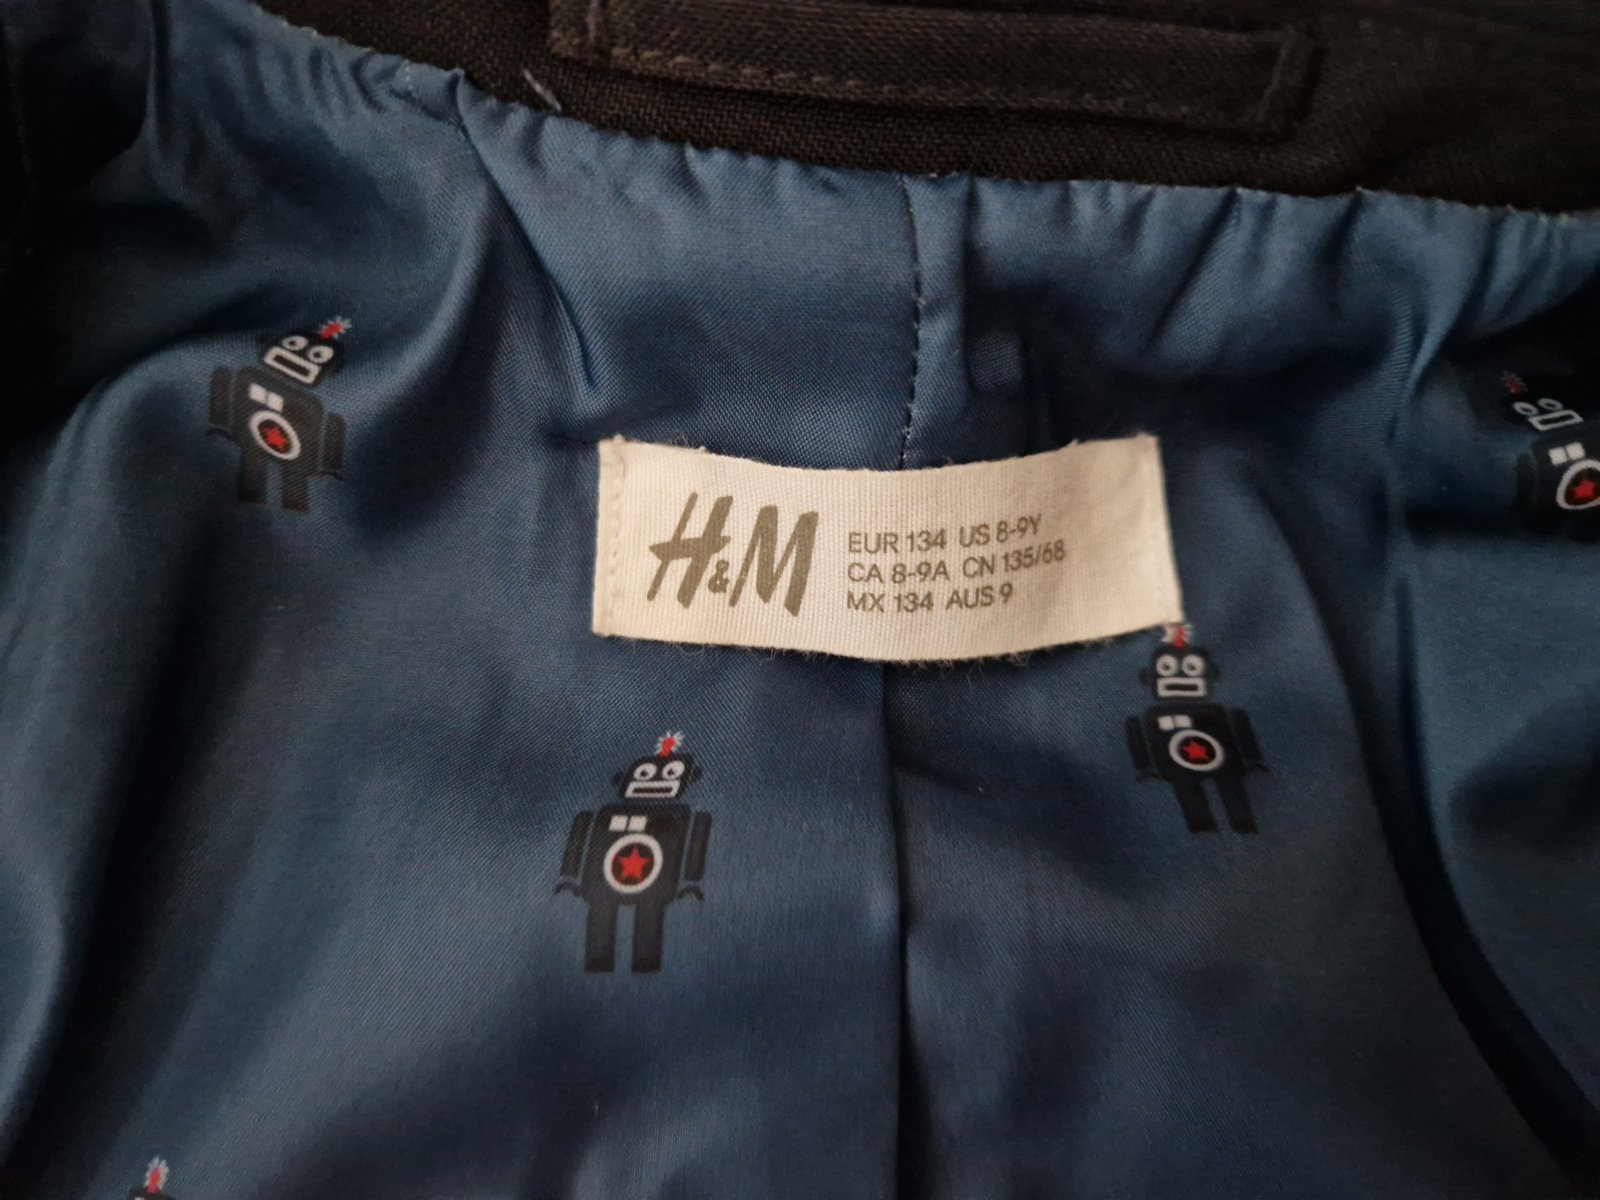 H&M
EUR 134 US 8-9Y
CA 8-9A CN 135/68
MX 134 AUS 9